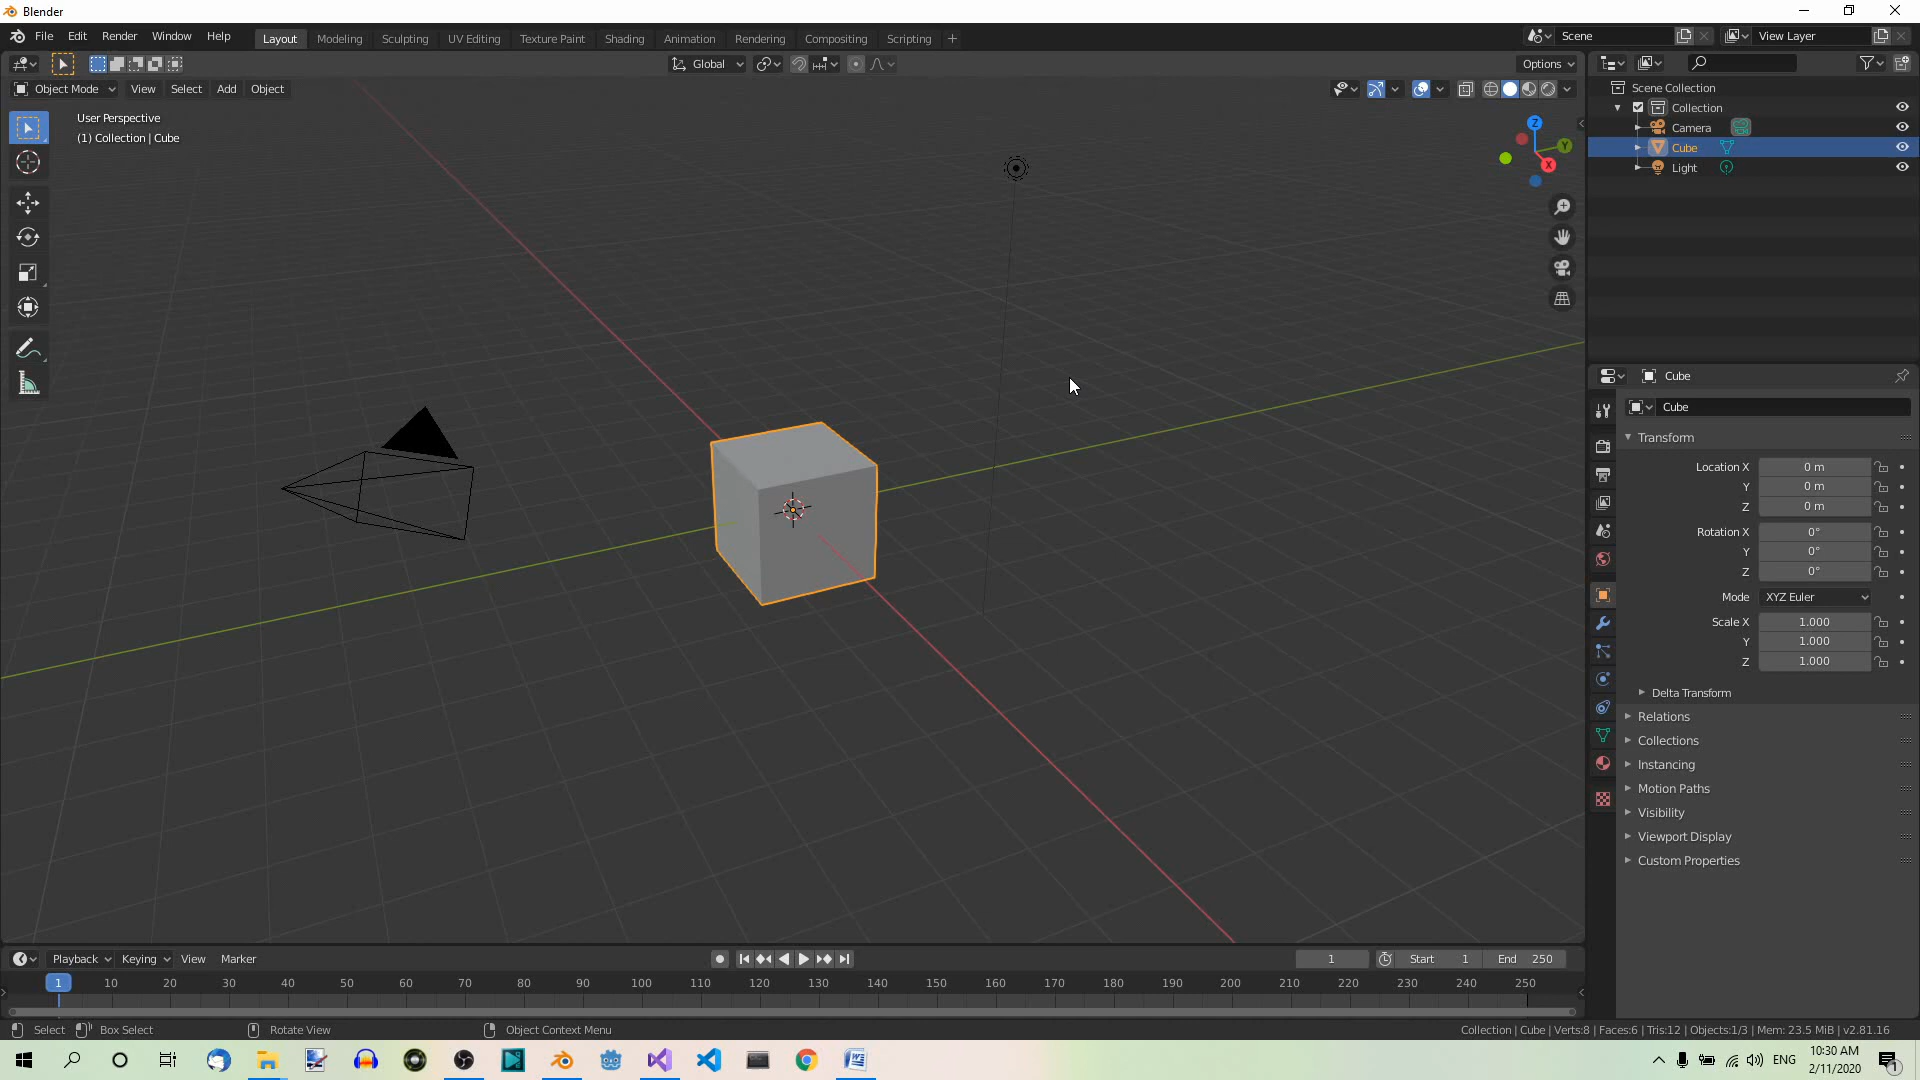 Blender
File Edit Render Window Help Layout Modeling Sculpting UV Editing Texture Paint Shading Animation Rendering Compositing Scripting + Scene View Layer
Global Options
Object Mode View Select Add Object
User Perspective
(1) Collection | Cube
Z
Y
X
Scene Collection
Collection
Camera
Cube
Light
Cube
Cube
Transform
Location X 0 m
Y 0 m
Z 0 m
Rotation X 0°
Y 0°
Z 0°
Mode XYZ Euler
Scale X 1.000
Y 1.000
Z 1.000
Delta Transform
Relations
Collections
Instancing
Motion Paths
Visibility
Viewport Display
Custom Properties
Playback Keying View Marker 1 Start 1 End 250
1 10 20 30 40 50 60 70 80 90 100 110 120 130 140 150 160 170 180 190 200 210 220 230 240 250
Select Box Select Rotate View Object Context Menu Collection | Cube | Verts:8 | Faces:6 | Tris:12 | Objects:1/3 | Mem: 23.5 MiB | v2.81.16
ENG 10:30 AM
2/11/2020
1